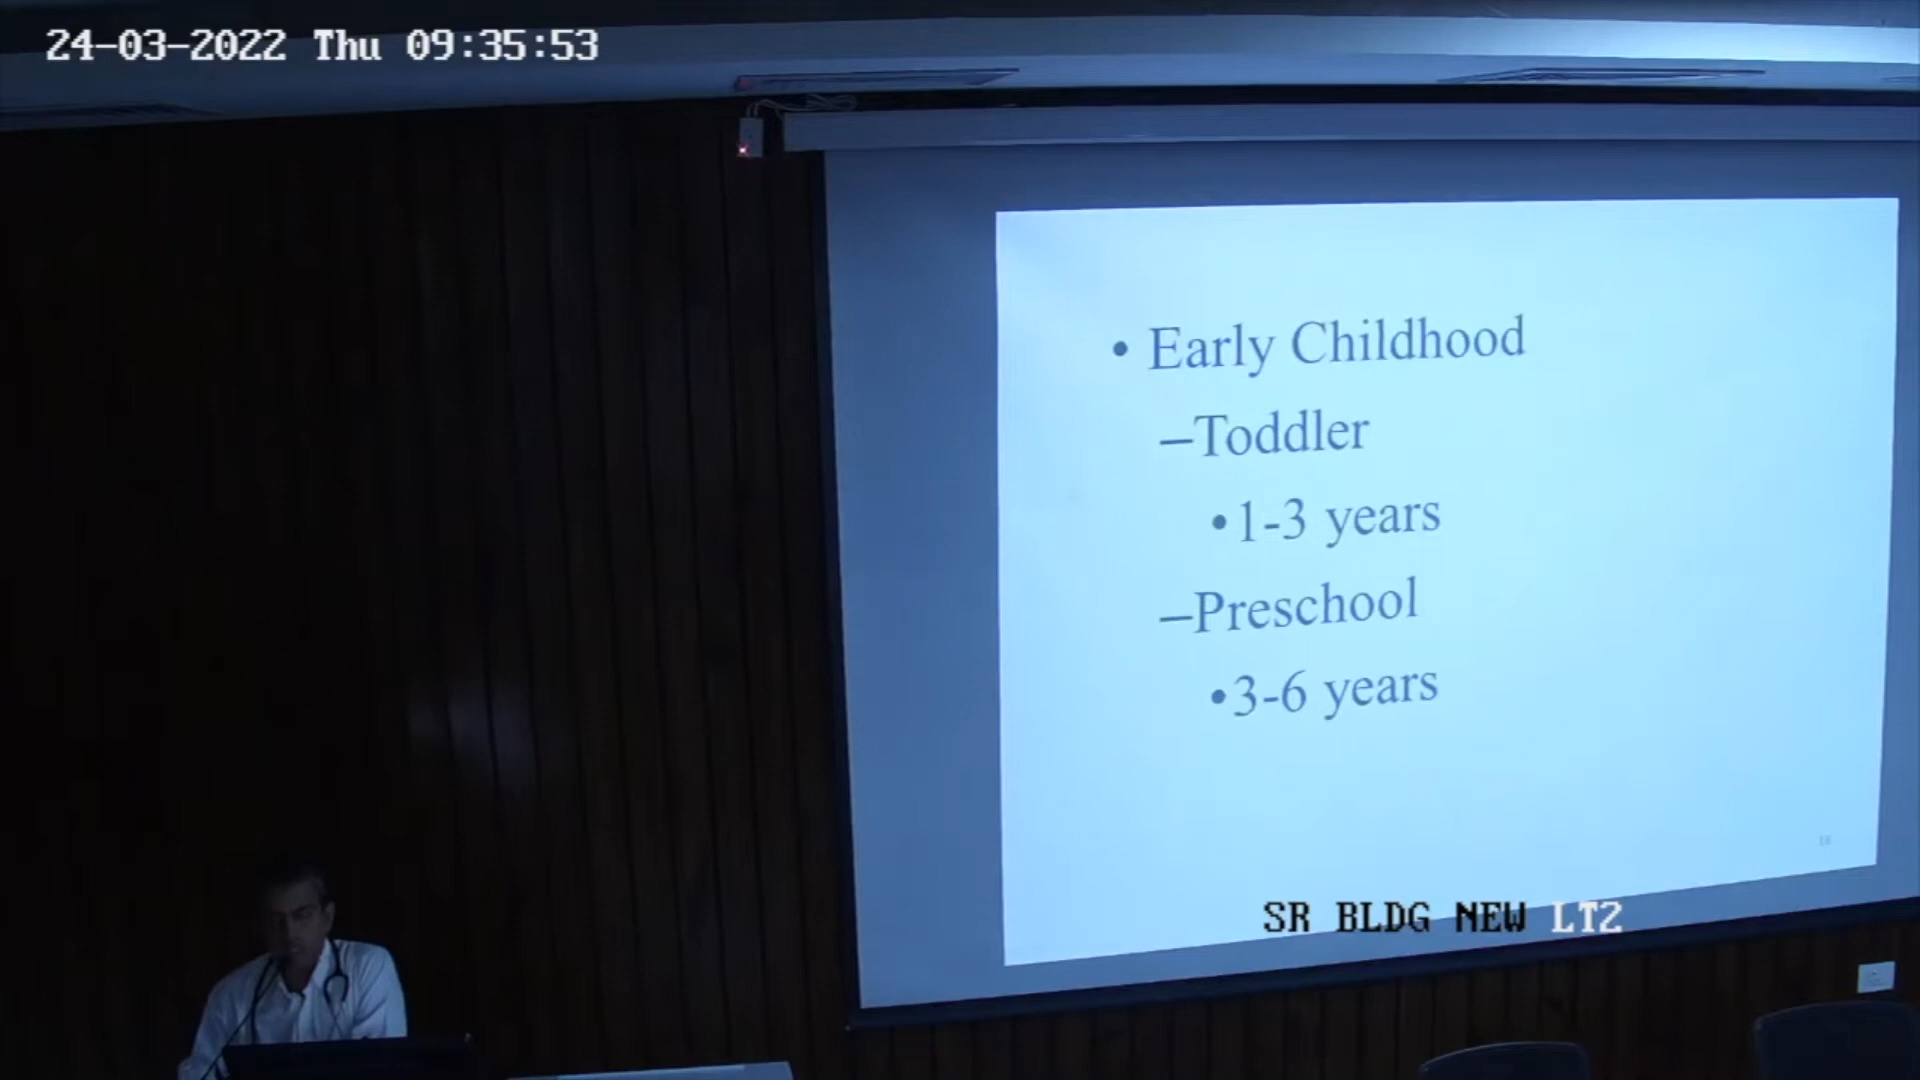 24-03-2022 Thu 09:35:53
• Early Childhood
–Toddler
•1-3 years
–Preschool
•3-6 years
SR BLDG NEW LT2